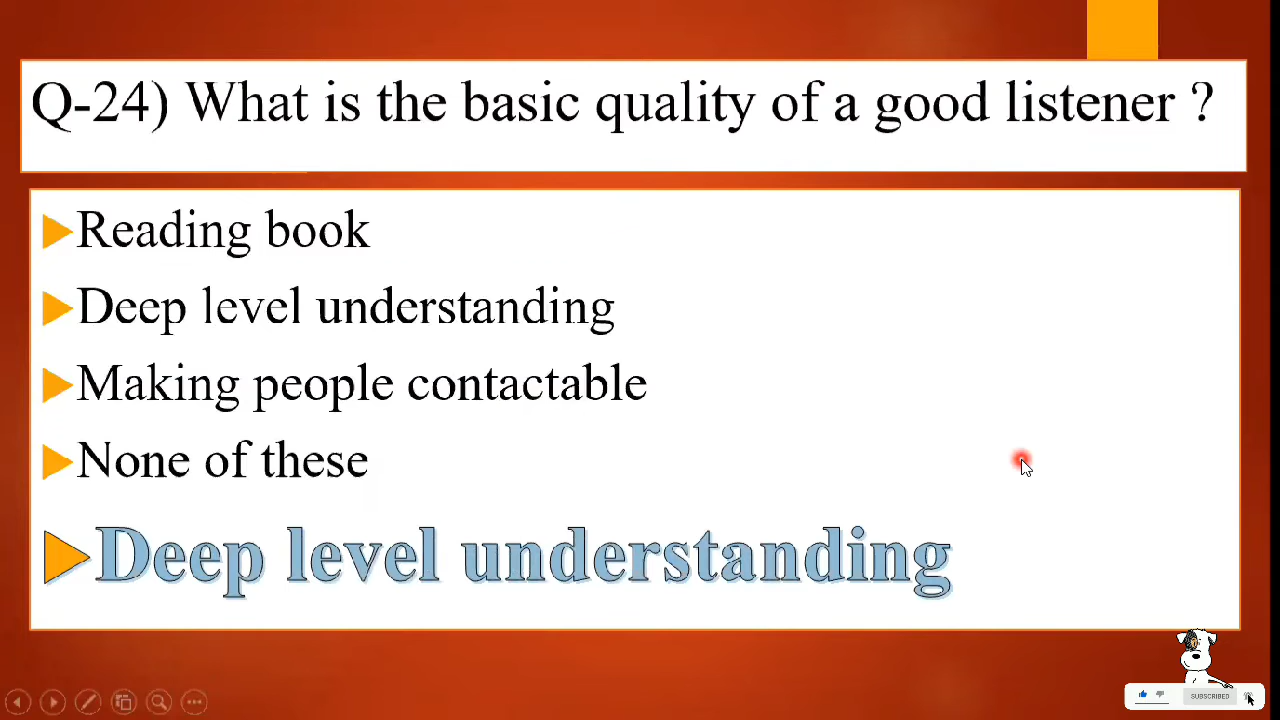 Q-24) What is the basic quality of a good listener ?
Reading book
Deep level understanding
Making people contactable
None of these
Deep level understanding
SUBSCRIBED